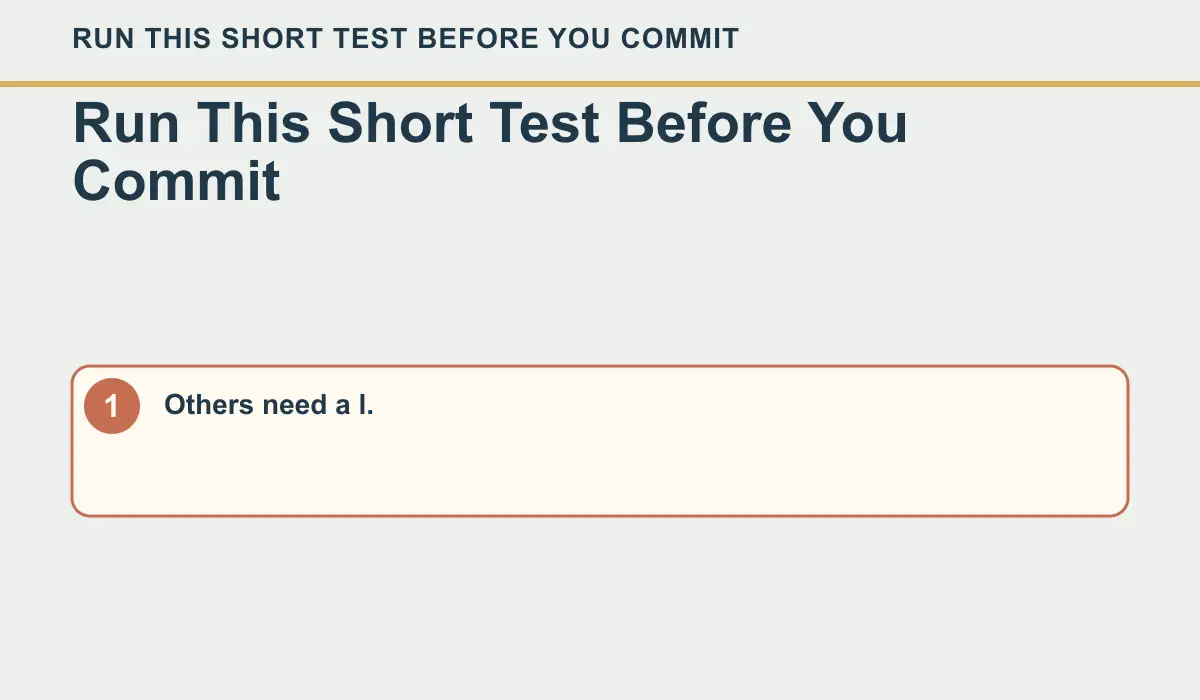 RUN THIS SHORT TEST BEFORE YOU COMMIT
Run This Short Test Before You
Commit
1
Others need a l.